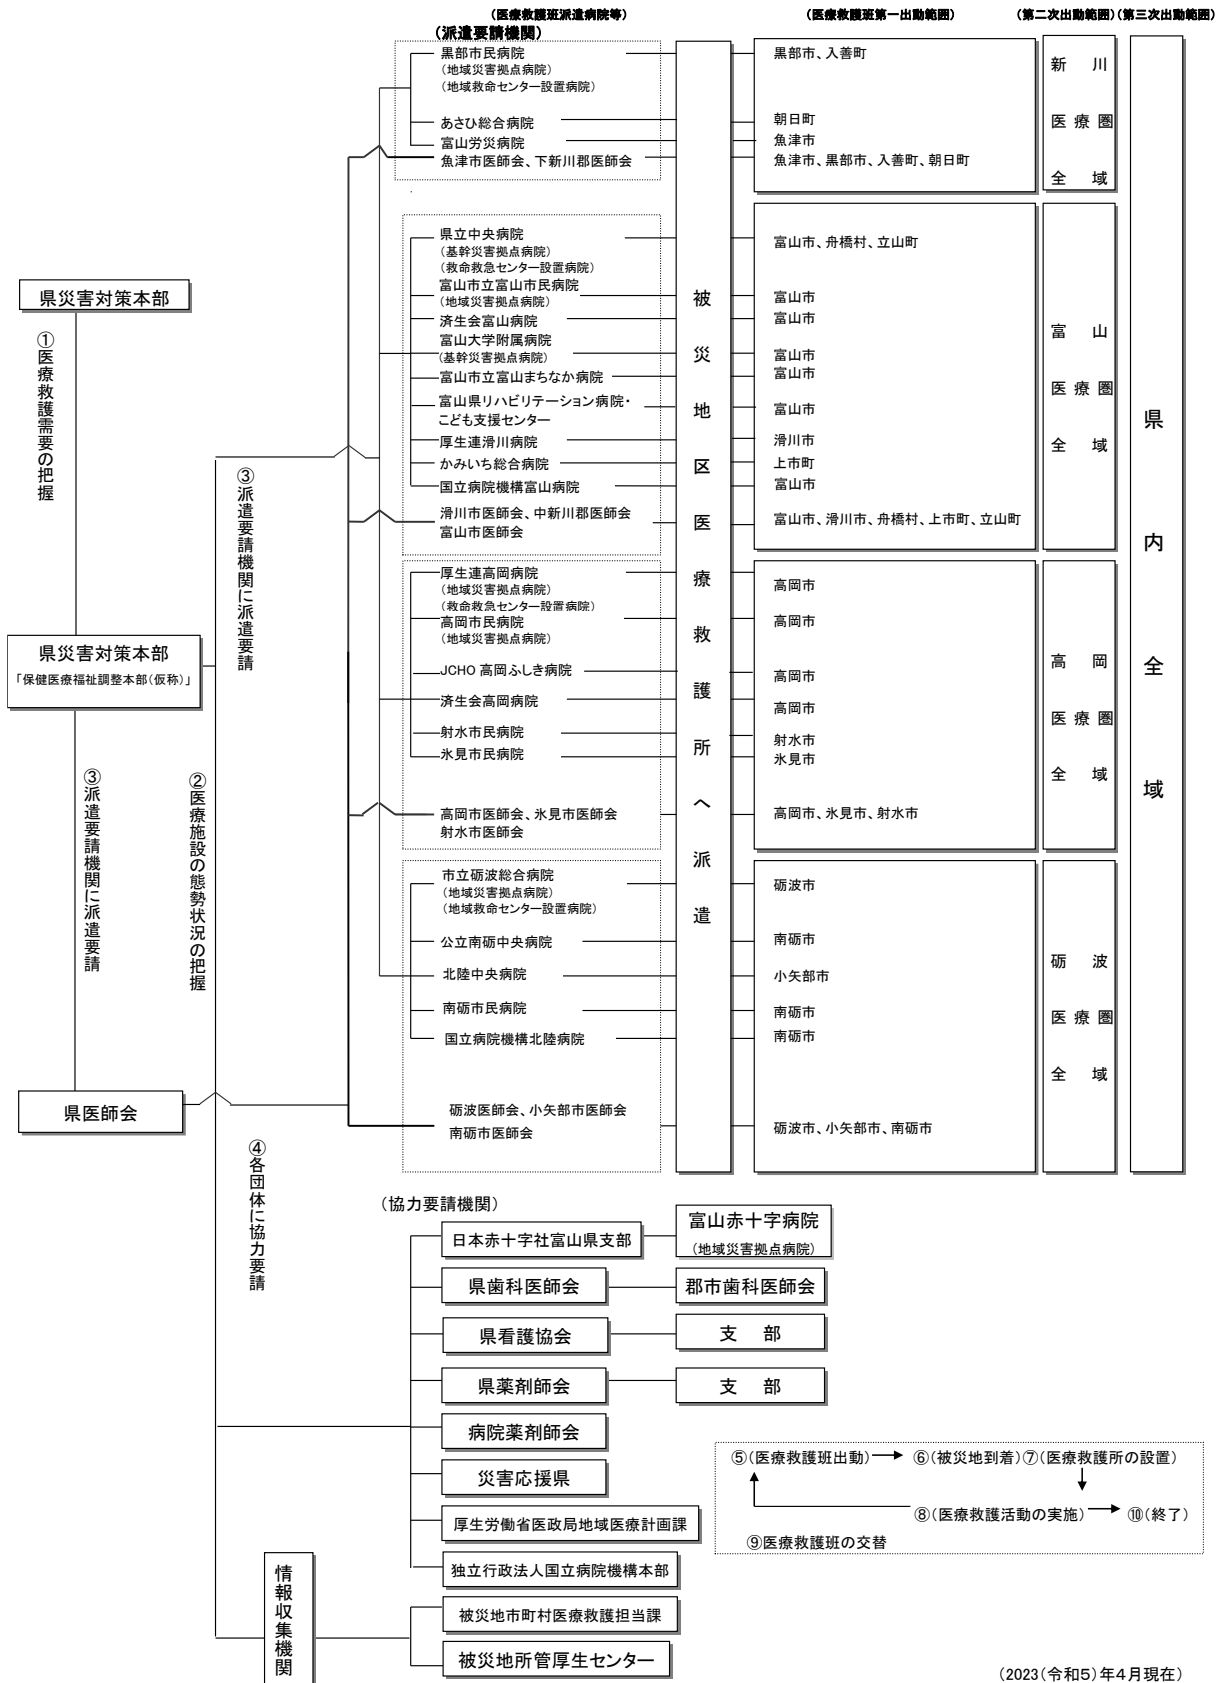 (医療救護班派遣病院等)
(医療救護班第一出動範囲)
(第二次出動範囲)(第三次出動範囲)
(派遣要請機関)
黒部市民病院
(地域災害拠点病院)
(地域救命センター設置病院)
あさひ総合病院
富山労災病院
魚津市医師会、下新川郡医師会
黒部市、入善町
朝日町
魚津市
魚津市、黒部市、入善町、朝日町
新 川
医 療 圏
全 域
県災害対策本部
①医療救護需要の把握
県災害対策本部
「保健医療福祉調整本部(仮称)」
③派遣要請機関に派遣要請
②医療施設の態勢状況の把握
③派遣要請機関に派遣要請
県医師会
④各団体に協力要請
県立中央病院
(基幹災害拠点病院)
(救命救急センター設置病院)
富山市立富山市民病院
(地域災害拠点病院)
済生会富山病院
富山大学附属病院
(基幹災害拠点病院)
富山市立富山まちなか病院
富山県リハビリテーション病院・
こども支援センター
厚生連滑川病院
かみいち総合病院
国立病院機構富山病院
滑川市医師会、中新川郡医師会
富山市医師会
富山市、舟橋村、立山町
富山市
富山市
富山市
富山市
富山市
滑川市
上市町
富山市
富山市、滑川市、舟橋村、上市町、立山町
富 山
医 療 圏
全 域
被災地区医療救護所へ派遣
県内全域
厚生連高岡病院
(地域災害拠点病院)
(救命救急センター設置病院)
高岡市民病院
(地域災害拠点病院)
JCHO 高岡ふしき病院
済生会高岡病院
射水市民病院
氷見市民病院
高岡市医師会、氷見市医師会
射水市医師会
高岡市
高岡市
高岡市
高岡市
射水市
氷見市
高岡市、氷見市、射水市
高 岡
医 療 圏
全 域
市立砺波総合病院
(地域災害拠点病院)
(地域救命センター設置病院)
公立南砺中央病院
北陸中央病院
南砺市民病院
国立病院機構北陸病院
砺波医師会、小矢部市医師会
南砺市医師会
砺波市
南砺市
小矢部市
南砺市
南砺市
砺波市、小矢部市、南砺市
砺 波
医 療 圏
全 域
(協力要請機関)
日本赤十字社富山県支部
富山赤十字病院
(地域災害拠点病院)
県歯科医師会
郡市歯科医師会
県看護協会
支 部
県薬剤師会
支 部
病院薬剤師会
災害応援県
厚生労働省医政局地域医療計画課
独立行政法人国立病院機構本部
情報収集機関
被災地市町村医療救護担当課
被災地所管厚生センター
⑤(医療救護班出動)
⑥(被災地到着)⑦(医療救護所の設置)
⑧(医療救護活動の実施)
⑩(終了)
⑨医療救護班の交替
(2023(令和5)年4月現在)